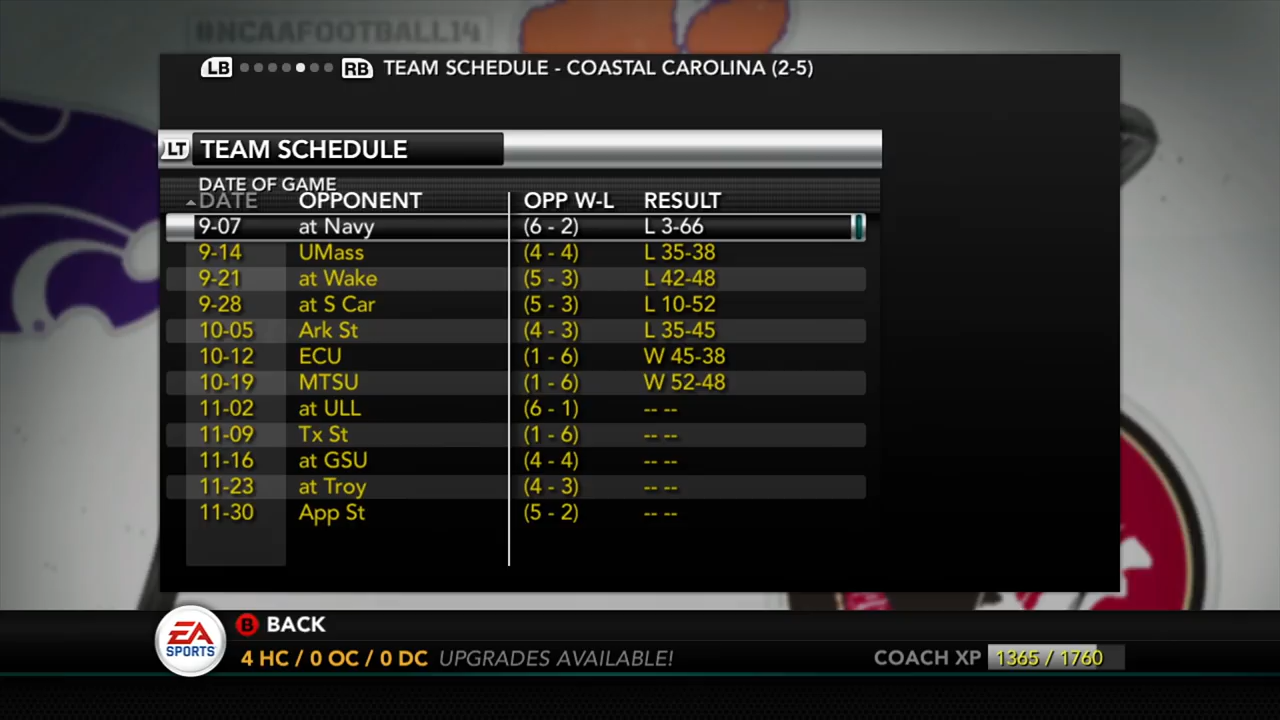 #NCAAFOOTBALL14
LB RB TEAM SCHEDULE - COASTAL CAROLINA (2-5)
LT TEAM SCHEDULE
DATE OF GAME
DATE OPPONENT OPP W-L RESULT
9-07 at Navy (6 - 2) L 3-66
9-14 UMass (4 - 4) L 35-38
9-21 at Wake (5 - 3) L 42-48
9-28 at S Car (5 - 3) L 10-52
10-05 Ark St (4 - 3) L 35-45
10-12 ECU (1 - 6) W 45-38
10-19 MTSU (1 - 6) W 52-48
11-02 at ULL (6 - 1) -- --
11-09 Tx St (1 - 6) -- --
11-16 at GSU (4 - 4) -- --
11-23 at Troy (4 - 3) -- --
11-30 App St (5 - 2) -- --
EA SPORTS
B BACK
4 HC / 0 OC / 0 DC UPGRADES AVAILABLE!
COACH XP 1365 / 1760